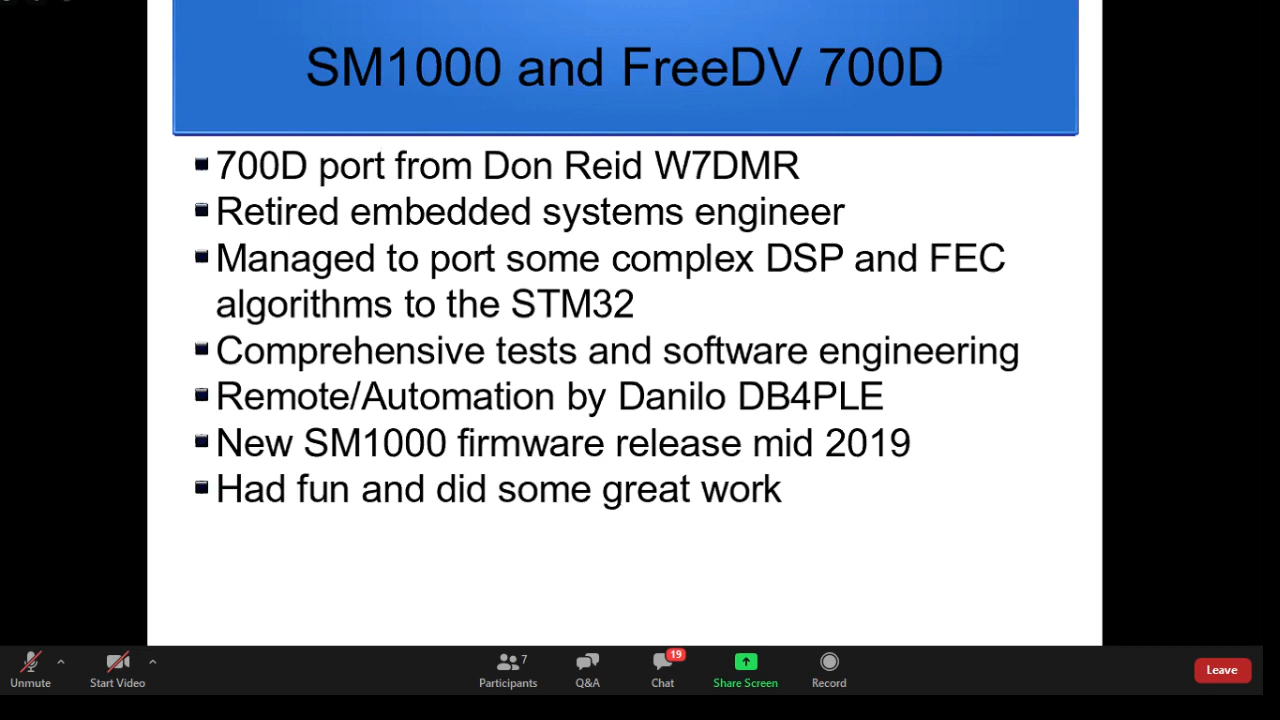 SM1000 and FreeDV 700D
700D port from Don Reid W7DMR
Retired embedded systems engineer
Managed to port some complex DSP and FEC
algorithms to the STM32
Comprehensive tests and software engineering
Remote/Automation by Danilo DB4PLE
New SM1000 firmware release mid 2019
Had fun and did some great work
7
19
Unmute
Start Video
Participants
Q&A
Chat
Share Screen
Record
Leave